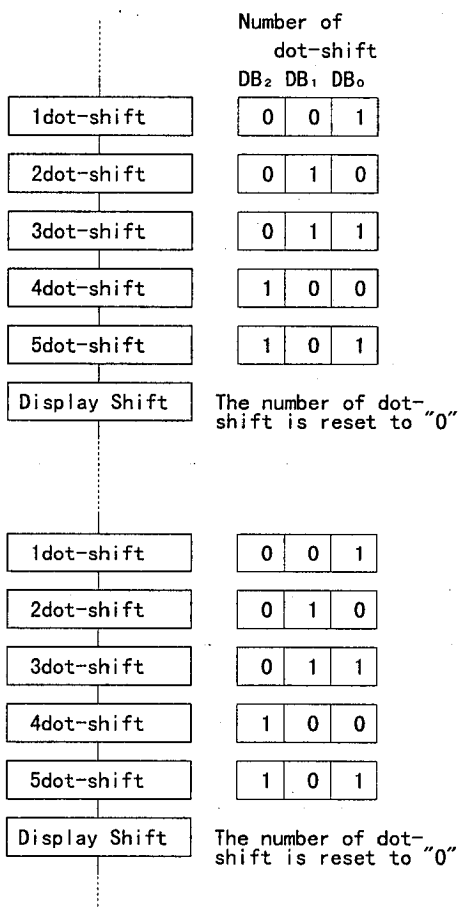 Number of
dot-shift
DB₂ DB₁ DB₀
1dot-shift 0 0 1
2dot-shift 0 1 0
3dot-shift 0 1 1
4dot-shift 1 0 0
5dot-shift 1 0 1
Display Shift The number of dot-
shift is reset to "0"
1dot-shift 0 0 1
2dot-shift 0 1 0
3dot-shift 0 1 1
4dot-shift 1 0 0
5dot-shift 1 0 1
Display Shift The number of dot-
shift is reset to "0"